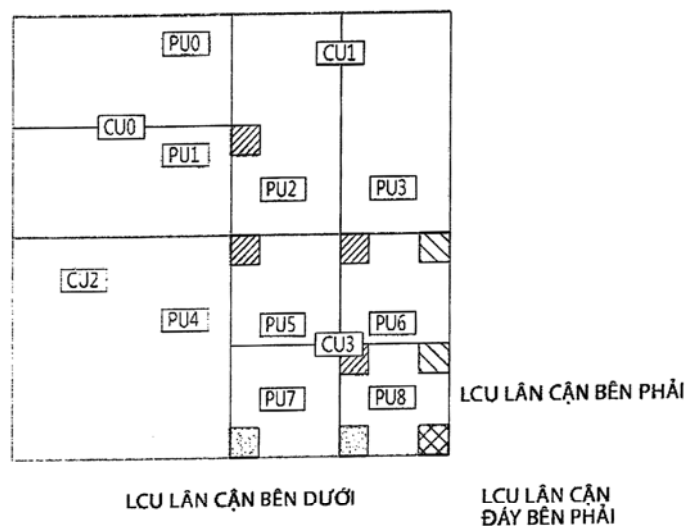 PU0
CU1
CU0
PU1
PU2
PU3
CU2
PU4
PU5
PU6
CU3
PU7
PU8
LCU LÂN CẬN BÊN PHẢI
LCU LÂN CẬN BÊN DƯỚI
LCU LÂN CẬN
ĐÁY BÊN PHẢI